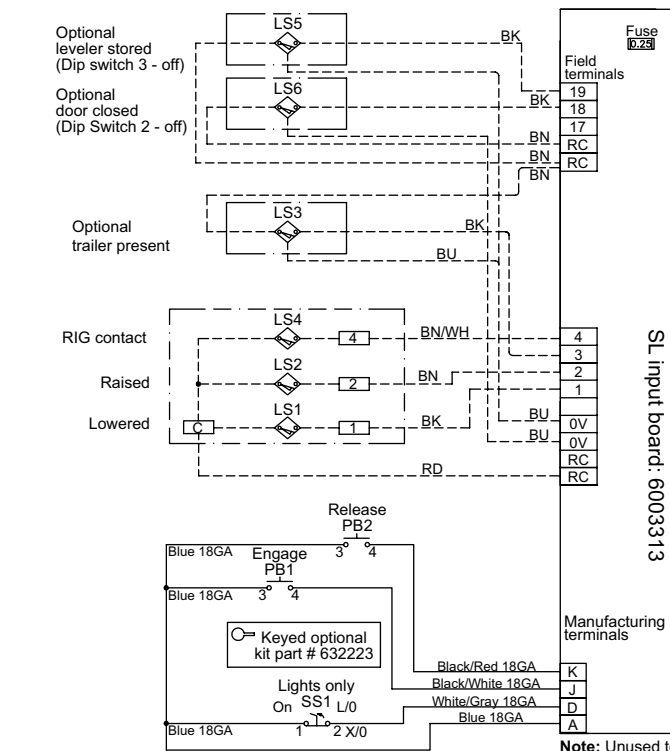 Optional
leveler stored
(Dip switch 3 - off)
LS5
BK
Fuse
0.25
Field
terminals
Optional
door closed
(Dip Switch 2 - off)
LS6
BK
BN
BN
BN
19
18
17
RC
RC
Optional
trailer present
LS3
BK
BU
RIG contact
LS4
4
BN/WH
4
3
Raised
LS2
2
BN
2
1
Lowered
C
LS1
1
BK
BU
0V
BU
0V
RC
RD
RC
SL input board: 6003313
Release
PB2
Blue 18GA
3 4
Engage
PB1
Blue 18GA
3 4
Keyed optional
kit part # 632223
Manufacturing
terminals
Black/Red 18GA
K
Black/White 18GA
J
Lights only
On SS1 L/0
White/Gray 18GA
D
Blue 18GA
1 2 X/0
Blue 18GA
A
Note: Unused t